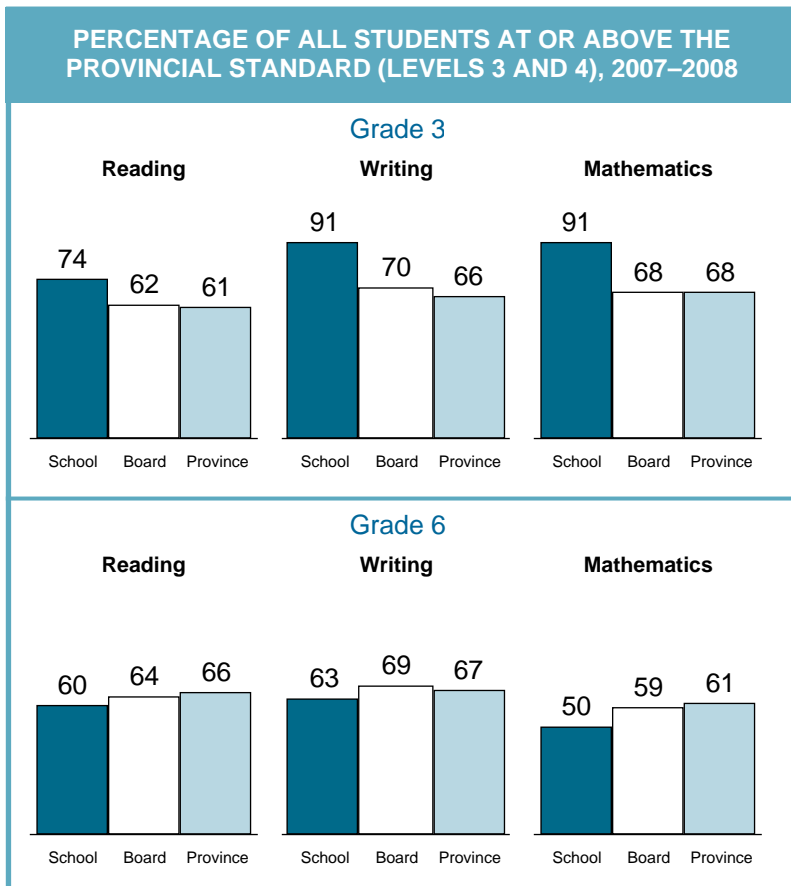 PERCENTAGE OF ALL STUDENTS AT OR ABOVE THE
PROVINCIAL STANDARD (LEVELS 3 AND 4), 2007–2008
Grade 3
Reading Writing Mathematics
74 62 61 91 70 66 91 68 68
School Board Province School Board Province School Board Province
Grade 6
Reading Writing Mathematics
60 64 66 63 69 67 50 59 61
School Board Province School Board Province School Board Province